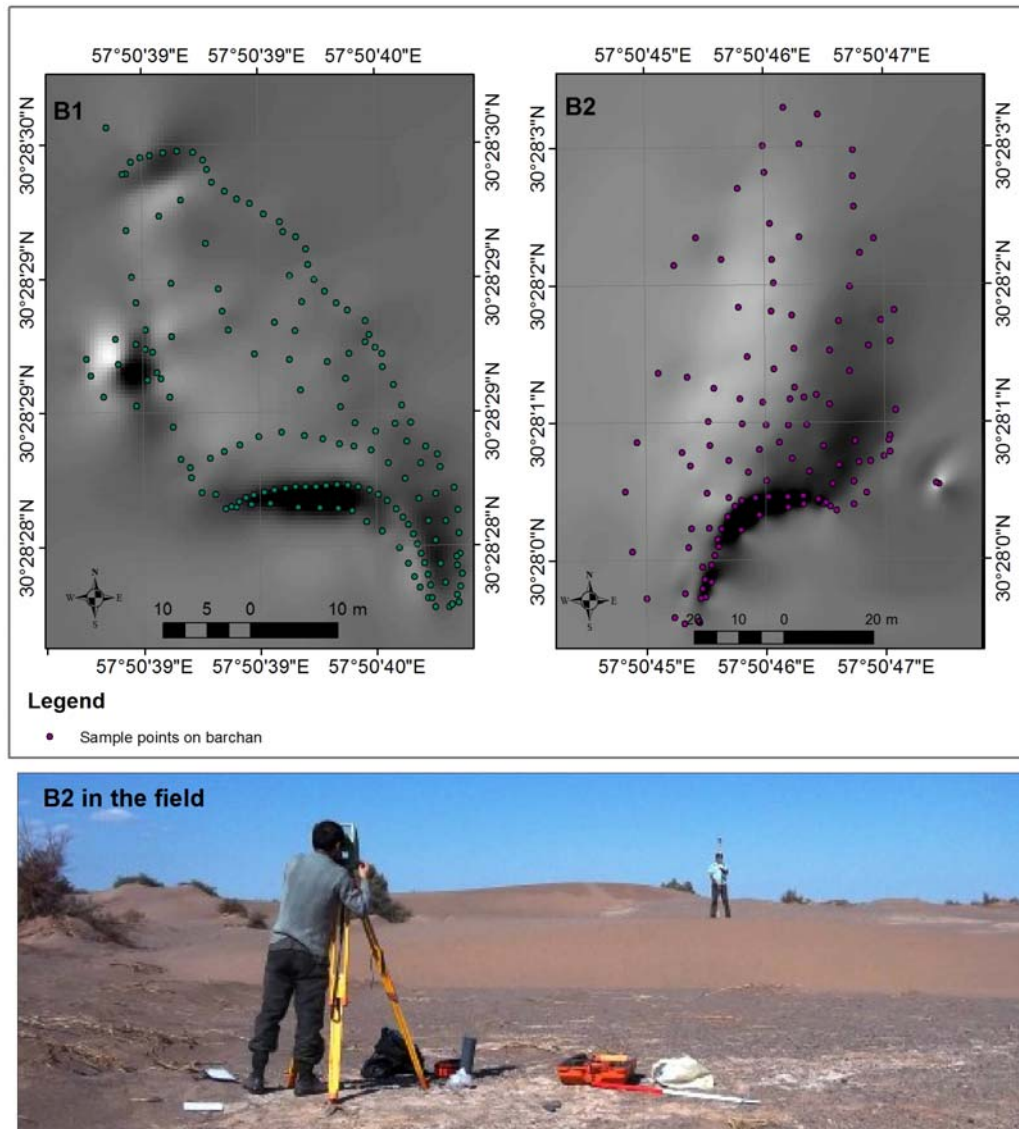 57°50'39"E 57°50'39"E 57°50'40"E
B1
30°28'30"N
30°28'29"N
30°28'29"N
30°28'28"N
30°28'30"N
30°28'29"N
30°28'29"N
30°28'28"N
N
W E
S
10 5 0 10 m
57°50'39"E 57°50'39"E 57°50'40"E
57°50'45"E 57°50'46"E 57°50'47"E
B2
30°28'3"N
30°28'2"N
30°28'1"N
30°28'0"N
30°28'3"N
30°28'2"N
30°28'1"N
30°28'0"N
N
W E
S
20 10 0 20 m
57°50'45"E 57°50'46"E 57°50'47"E
Legend
Sample points on barchan
B2 in the field